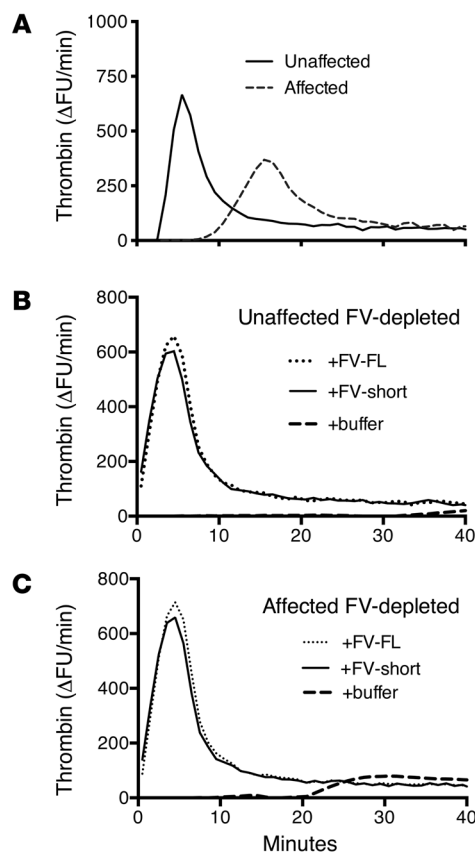 A
1000
750
500
250
0
Thrombin (ΔFU/min)
Unaffected
Affected
B
800
600
400
200
0
Thrombin (ΔFU/min)
Unaffected FV-depleted
+FV-FL
+FV-short
+buffer
0 10 20 30 40
C
800
600
400
200
0
Thrombin (ΔFU/min)
Affected FV-depleted
+FV-FL
+FV-short
+buffer
0 10 20 30 40
Minutes